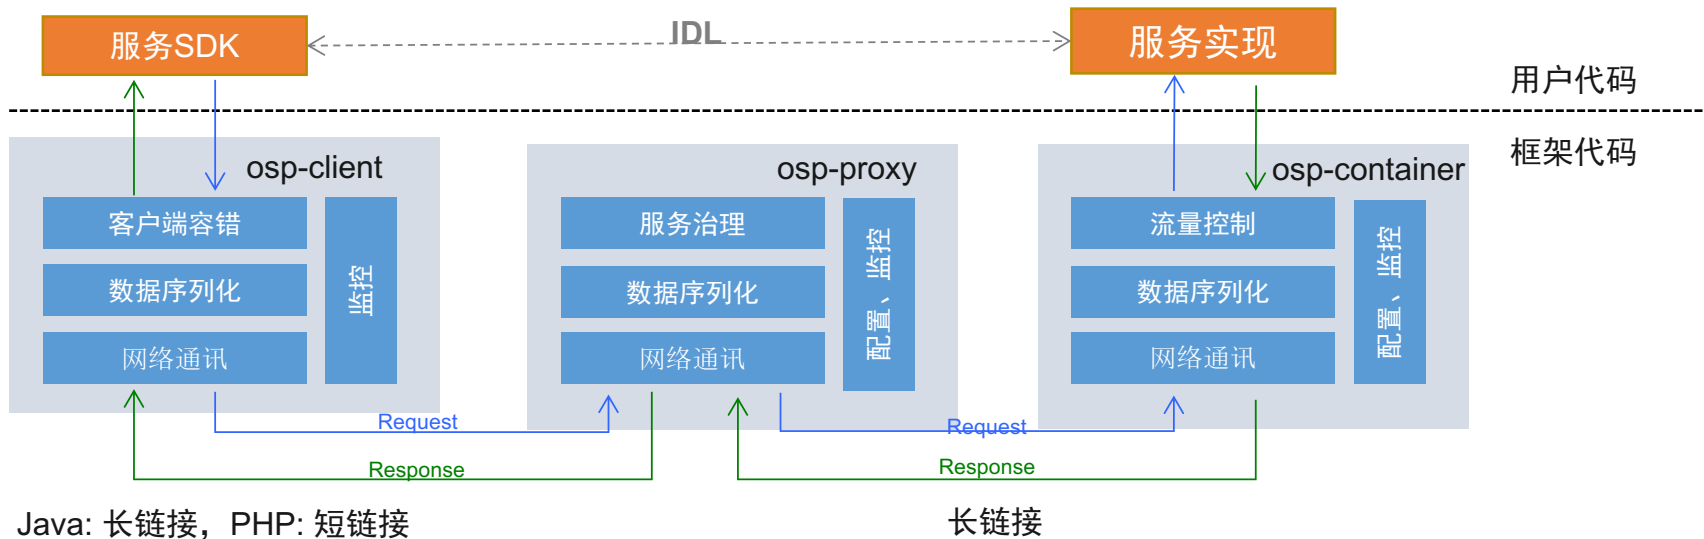 服务SDK
IDL
服务实现
用户代码
框架代码
osp-client
客户端容错
数据序列化
网络通讯
监控
osp-proxy
服务治理
数据序列化
网络通讯
配置、监控
osp-container
流量控制
数据序列化
网络通讯
配置、监控
Request
Request
Response
Response
Java: 长链接，PHP: 短链接
长链接